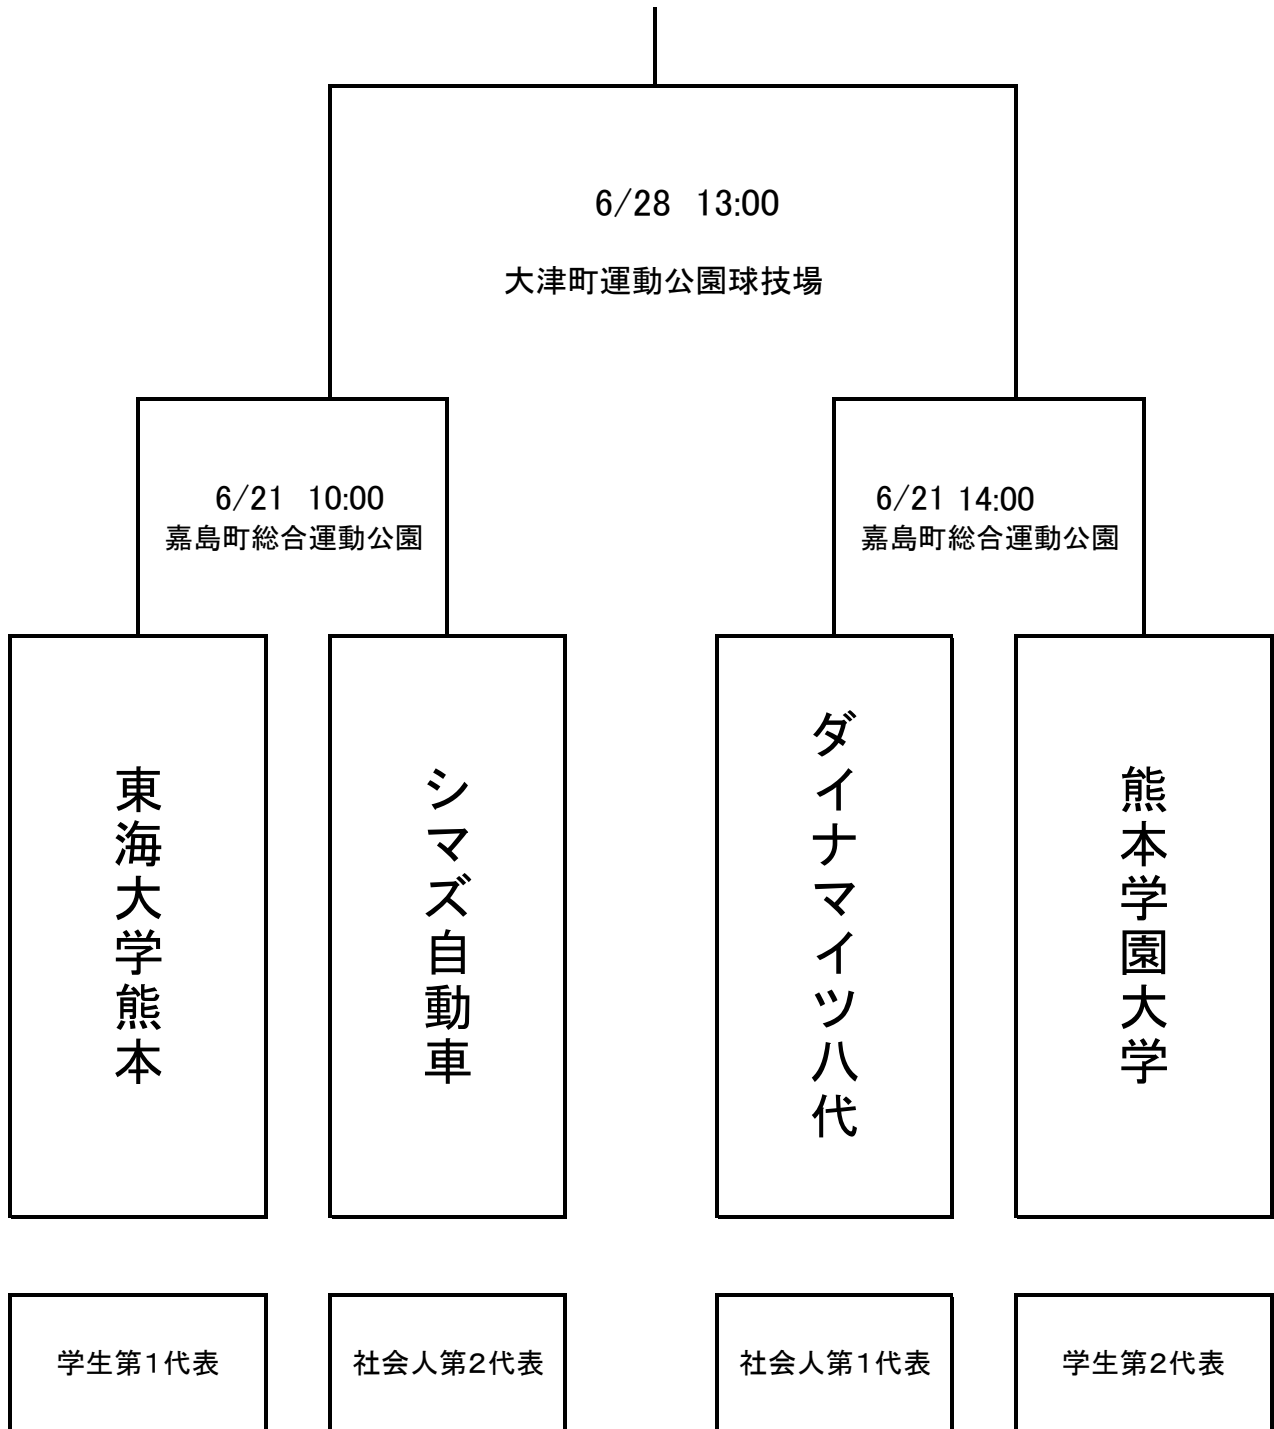 6/28 13:00
大津町運動公園球技場
6/21 10:00
嘉島町総合運動公園
6/21 14:00
嘉島町総合運動公園
東海大学熊本
シマズ自動車
ダイナマイツ八代
熊本学園大学
学生第1代表
社会人第2代表
社会人第1代表
学生第2代表